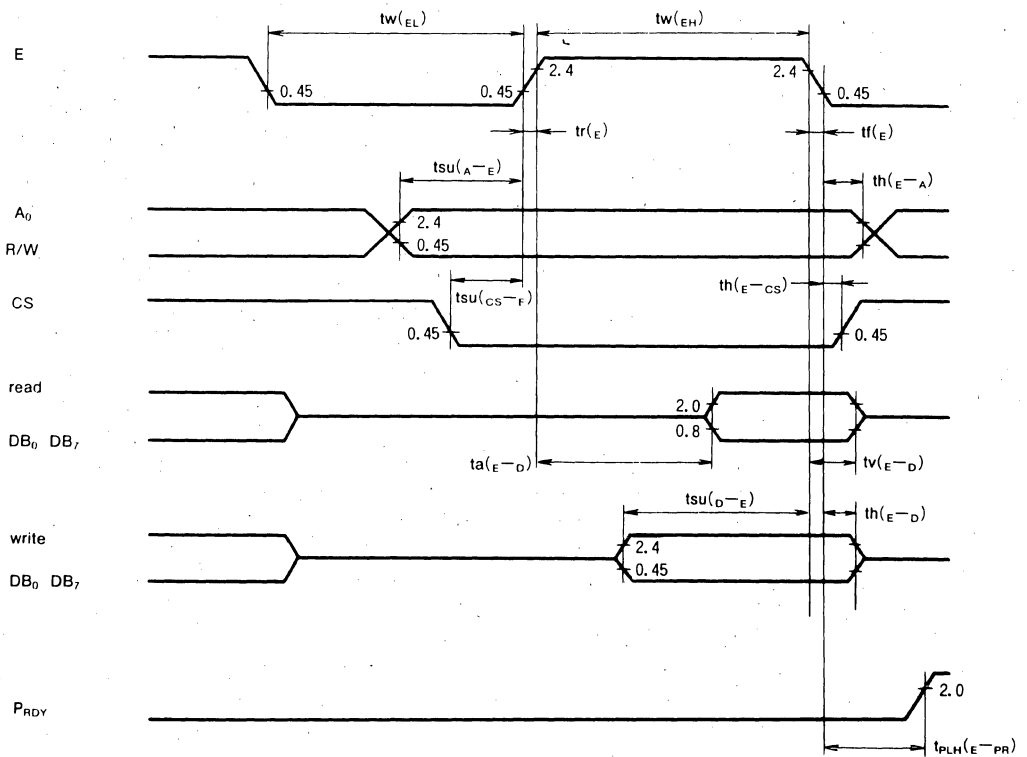 tw(EL) tw(EH)
E
0.45 0.45 2.4 2.4 0.45
tr(E) tf(E)
tsu(A—E) th(E—A)
A0
2.4
R/W
0.45
tsu(CS—F) th(E—CS)
CS
0.45 0.45
read
2.0
0.8
DB0 DB7
ta(E—D) tv(E—D)
tsu(D—E) th(E—D)
write
2.4
0.45
DB0 DB7
2.0
PRDY
tPLH(E—PR)